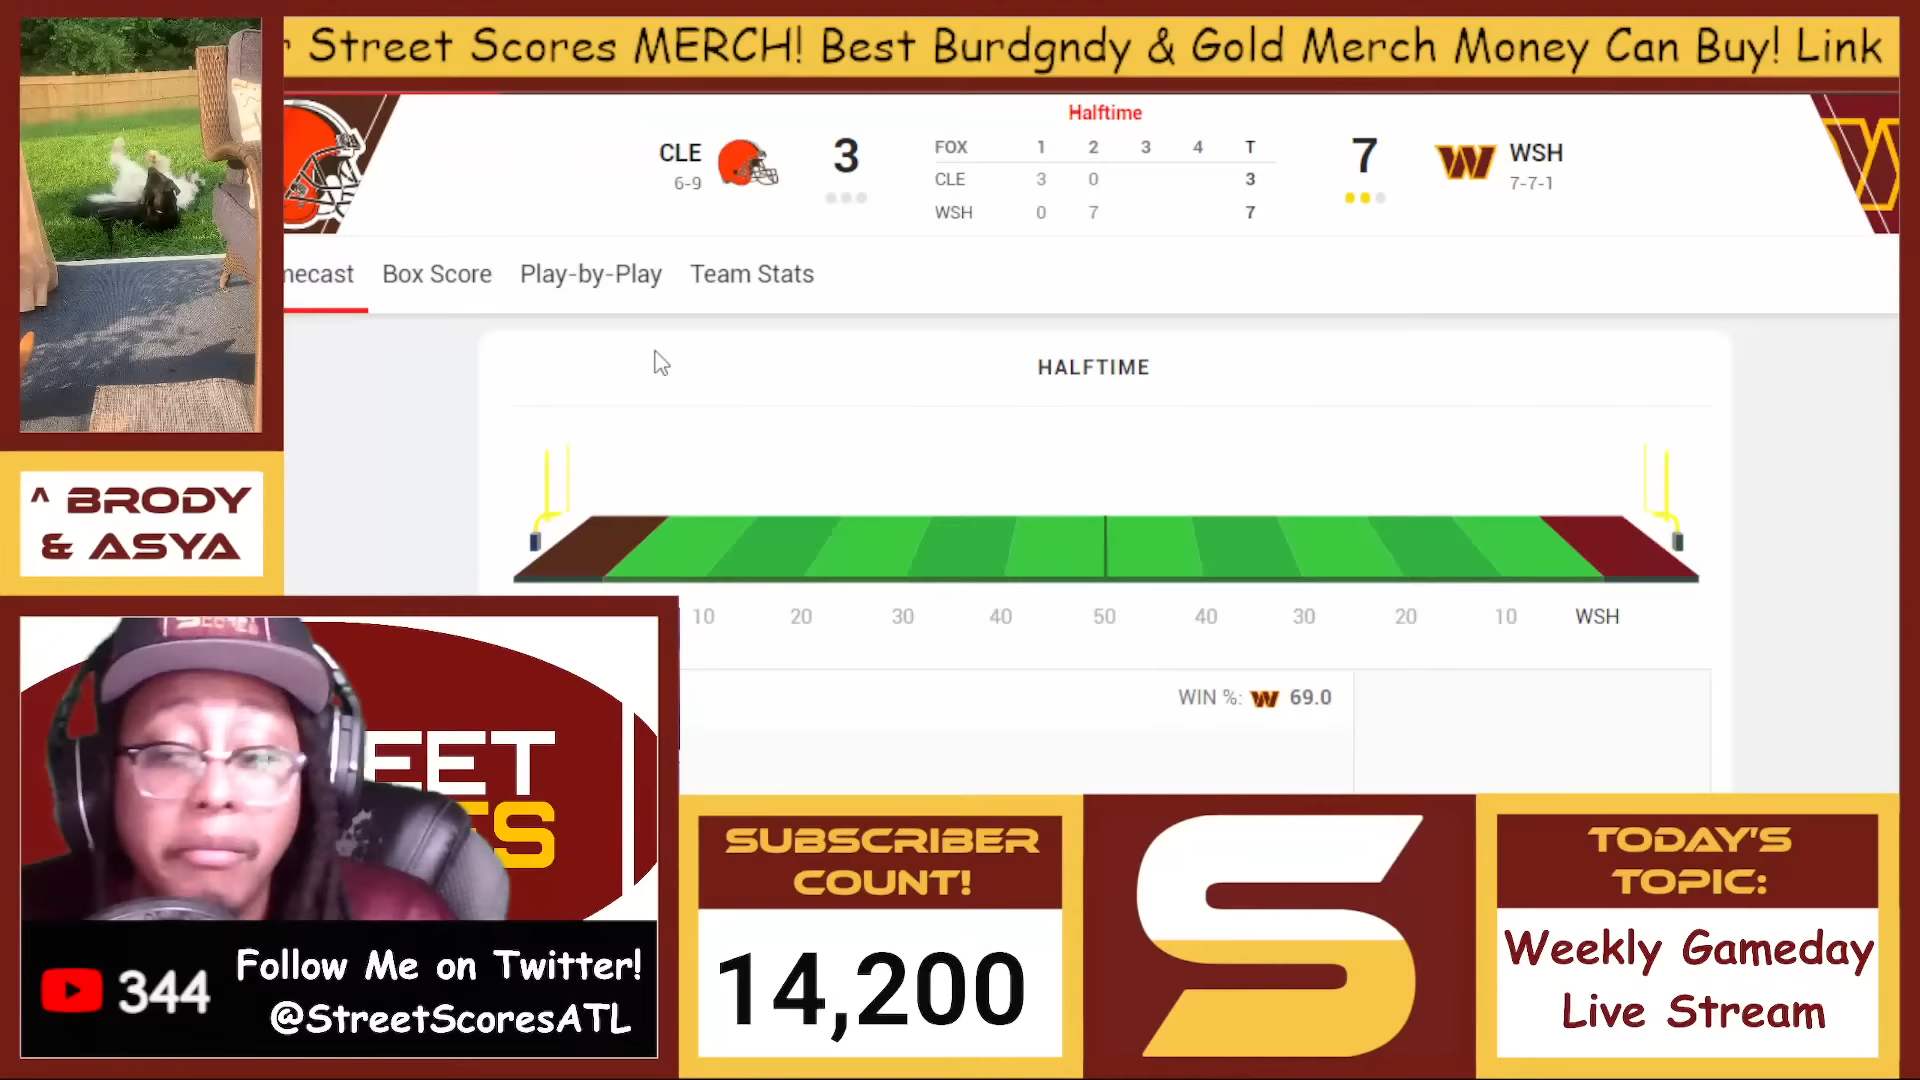 r Street Scores MERCH! Best Burdgndy & Gold Merch Money Can Buy! Link
Halftime
CLE
6-9
3
FOX 1 2 3 4 T
CLE 3 0 3
WSH 0 7 7
7
WSH
7-7-1
mecast Box Score Play-by-Play Team Stats
HALFTIME
10 20 30 40 50 40 30 20 10 WSH
WIN %: W 69.0
^ BRODY
& ASYA
EET
ES
344
Follow Me on Twitter!
@StreetScoresATL
SUBSCRIBER
COUNT!
14,200
S
TODAY'S
TOPIC:
Weekly Gameday
Live Stream